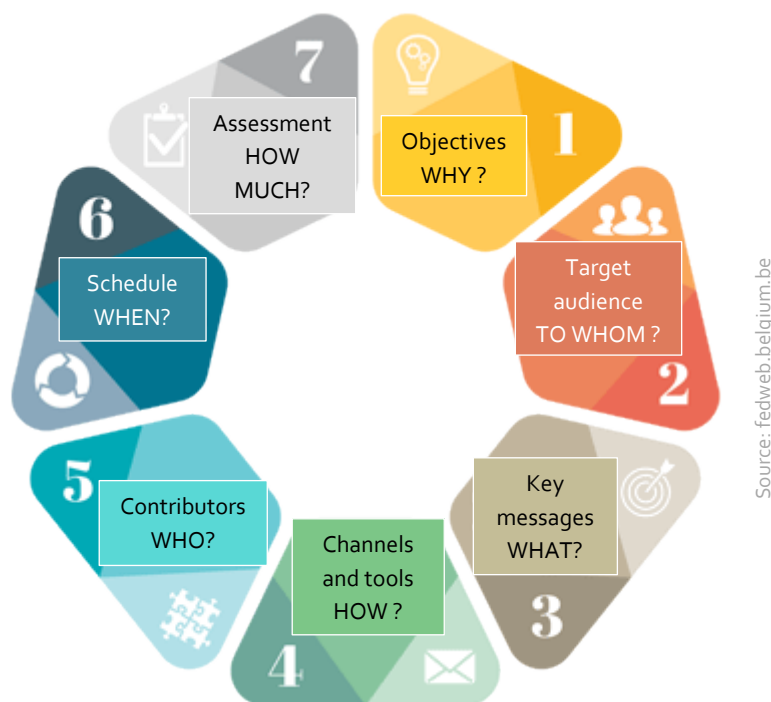 1
Objectives
WHY ?
2
Target
audience
TO WHOM ?
3
Key
messages
WHAT?
4
Channels
and tools
HOW ?
5
Contributors
WHO?
6
Schedule
WHEN?
7
Assessment
HOW
MUCH?
Source: fedweb.belgium.be